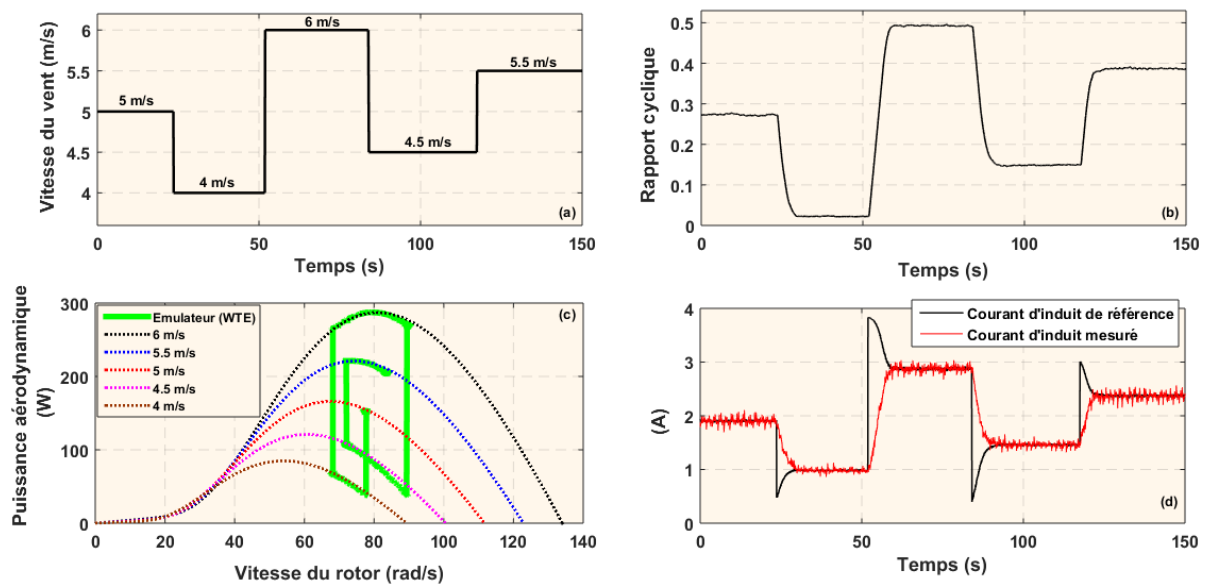 Vitesse du vent (m/s)
6
5.5
5
4.5
4
5 m/s
4 m/s
6 m/s
4.5 m/s
5.5 m/s
(a)
0
50
100
150
Temps (s)
Rapport cyclique
0.5
0.4
0.3
0.2
0.1
0
(b)
0
50
100
150
Temps (s)
Puissance aérodynamique
(W)
300
200
100
0
Emulateur (WTE)
6 m/s
5.5 m/s
5 m/s
4.5 m/s
4 m/s
(c)
0
20
40
60
80
100
120
140
Vitesse du rotor (rad/s)
(A)
4
3
2
1
0
Courant d'induit de référence
Courant d'induit mesuré
(d)
0
50
100
150
Temps (s)